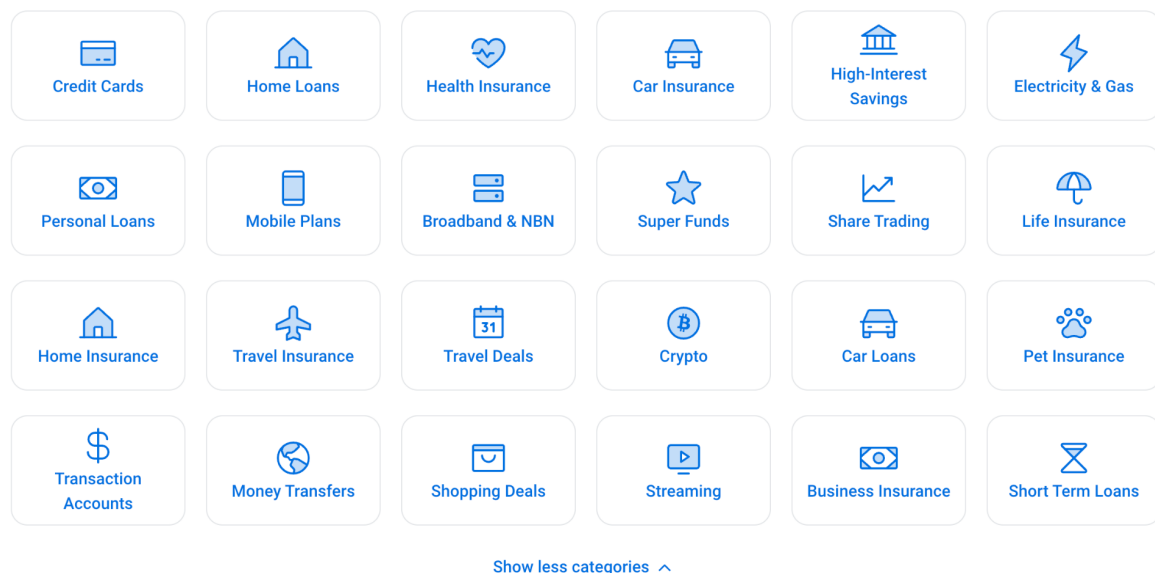 Credit Cards
Home Loans
Health Insurance
Car Insurance
High-Interest
Savings
Electricity & Gas
Personal Loans
Mobile Plans
Broadband & NBN
Super Funds
Share Trading
Life Insurance
Home Insurance
Travel Insurance
31
Travel Deals
Crypto
Car Loans
Pet Insurance
Transaction
Accounts
Money Transfers
Shopping Deals
Streaming
Business Insurance
Short Term Loans
Show less categories